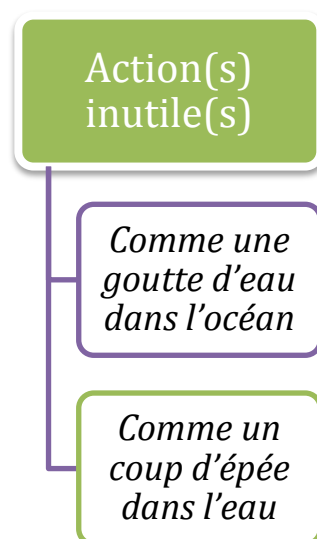 Action(s)
inutile(s)
Comme une
goutte d’eau
dans l’océan
Comme un
coup d’épée
dans l’eau